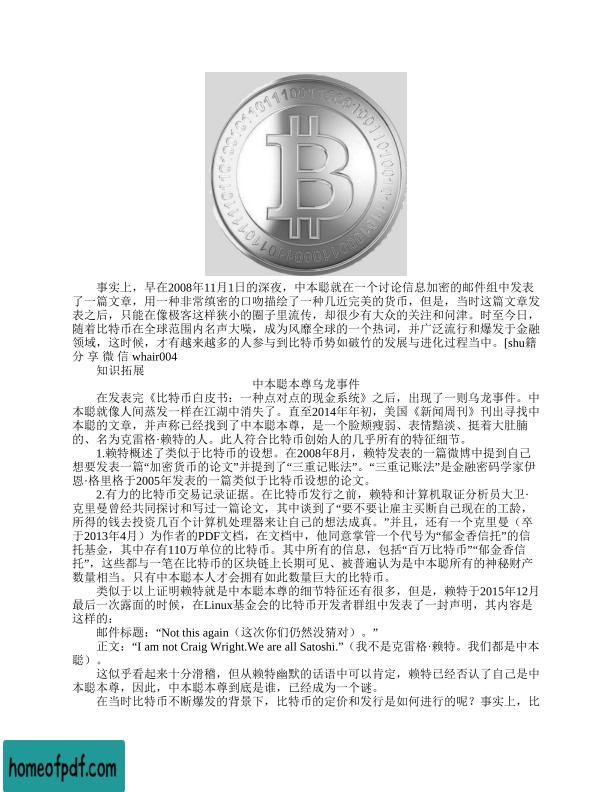 事实上，早在2008年11月1日的深夜，中本聪就在一个讨论信息加密的邮件组中发表
了一篇文章，用一种非常缜密的口吻描绘了一种几近完美的货币，但是，当时这篇文章发
表之后，只能在像极客这样狭小的圈子里流传，却很少有大众的关注和问津。时至今日，
随着比特币在全球范围内名声大噪，成为风靡全球的一个热词，并广泛流行和爆发于金融
领域，这时候，才有越来越多的人参与到比特币势如破竹的发展与进化过程当中。[shu籍
分 享 微 信 whair004
知识拓展
中本聪本尊乌龙事件
在发表完《比特币白皮书：一种点对点的现金系统》之后，出现了一则乌龙事件。中
本聪就像人间蒸发一样在江湖中消失了。直至2014年年初，美国《新闻周刊》刊出寻找中
本聪的文章，并声称已经找到了中本聪本尊，是一个脸颊瘦弱、表情黯淡、挺着大肚腩
的、名为克雷格·赖特的人。此人符合比特币创始人的几乎所有的特征细节。
1.赖特概述了类似于比特币的设想。在2008年8月，赖特发表的一篇微博中提到自己
想要发表一篇“加密货币的论文”并提到了“三重记账法”。“三重记账法”是金融密码学家伊
恩·格里格于2005年发表的一篇类似于比特币设想的论文。
2.有力的比特币交易记录证据。在比特币发行之前，赖特和计算机取证分析员大卫·
克里曼曾经共同探讨和写过一篇论文，其中谈到了“要不要让雇主买断自己现在的工龄，
所得的钱去投资几百个计算机处理器来让自己的想法成真。”并且，还有一个克里曼（卒
于2013年4月）为作者的PDF文档，在文档中，他同意掌管一个代号为“郁金香信托”的信
托基金，其中存有110万单位的比特币。其中所有的信息，包括“百万比特币”“郁金香信
托”，这些都与一笔在比特币的区块链上长期可见、被普遍认为是中本聪所有的神秘财产
数量相当。只有中本聪本人才会拥有如此数量巨大的比特币。
类似于以上证明赖特就是中本聪本尊的细节特征还有很多，但是，赖特于2015年12月
最后一次露面的时候，在Linux基金会的比特币开发者群组中发表了一封声明，其内容是
这样的：
邮件标题：“Not this again（这次你们仍然没猜对）。”
正文：“I am not Craig Wright.We are all Satoshi.”（我不是克雷格·赖特。我们都是中本
聪）。
这似乎看起来十分滑稽，但从赖特幽默的话语中可以肯定，赖特已经否认了自己是中
本聪本尊，因此，中本聪本尊到底是谁，已经成为一个谜。
在当时比特币不断爆发的背景下，比特币的定价和发行是如何进行的呢？事实上，比
homeofpdf.com